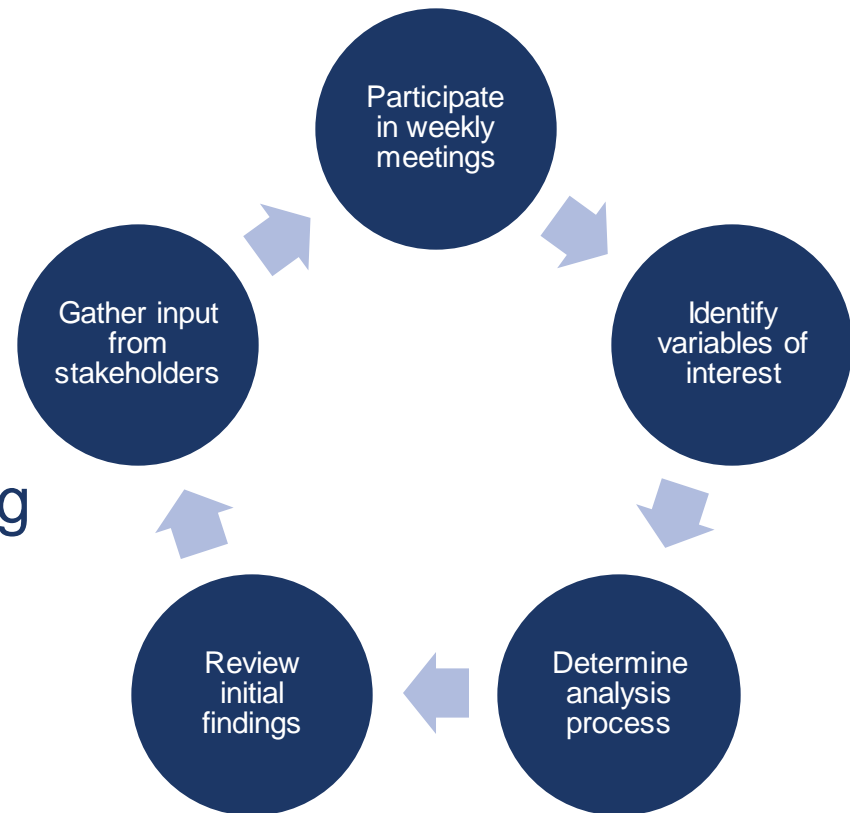 Participate
in weekly
meetings
Identify
variables of
interest
Determine
analysis
process
Review
initial
findings
Gather input
from
stakeholders
g